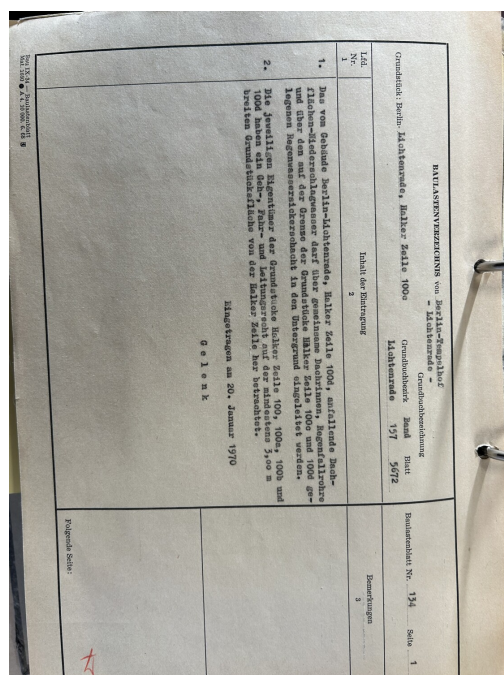 BAULASTENVERZEICHNIS von Berlin-Tempelhof
- Lichtenrade -
Grundstück: Berlin- Lichtenrade, Halker Zeile 100c
Grundbuchbezeichnung
Grundbuchbezirk Band Blatt
Lichtenrade 157 5672
Baulastenblatt Nr. 134 Seite 1
Lfd. Nr. Inhalt der Eintragung Bemerkungen
1 2 3
1. Das vom Gebäude Berlin-Lichtenrade, Halker Zeile 100d, anfallende Dach-
flächen-Niederschlagwasser darf über gemeinsame Dachrinnen, Regenfallrohre
und über den auf der Grenze der Grundstücke Halker Zeile 100c und 100d ge-
legenen Regenwassersickerschacht in den Untergrund eingeleitet werden.
2. Die jeweiligen Eigentümer der Grundstücke Halker Zeile 100, 100a, 100b und
100d haben ein Geh-, Fahr- und Leitungsrecht auf der mindestens 3,00 m
breiten Grundstücksfläche von der Halker Zeile her betrachtet.
Eingetragen am 20. Januar 1970
G e l e n k
Folgende Seite:
Bau IX 34 . Baulastenblatt